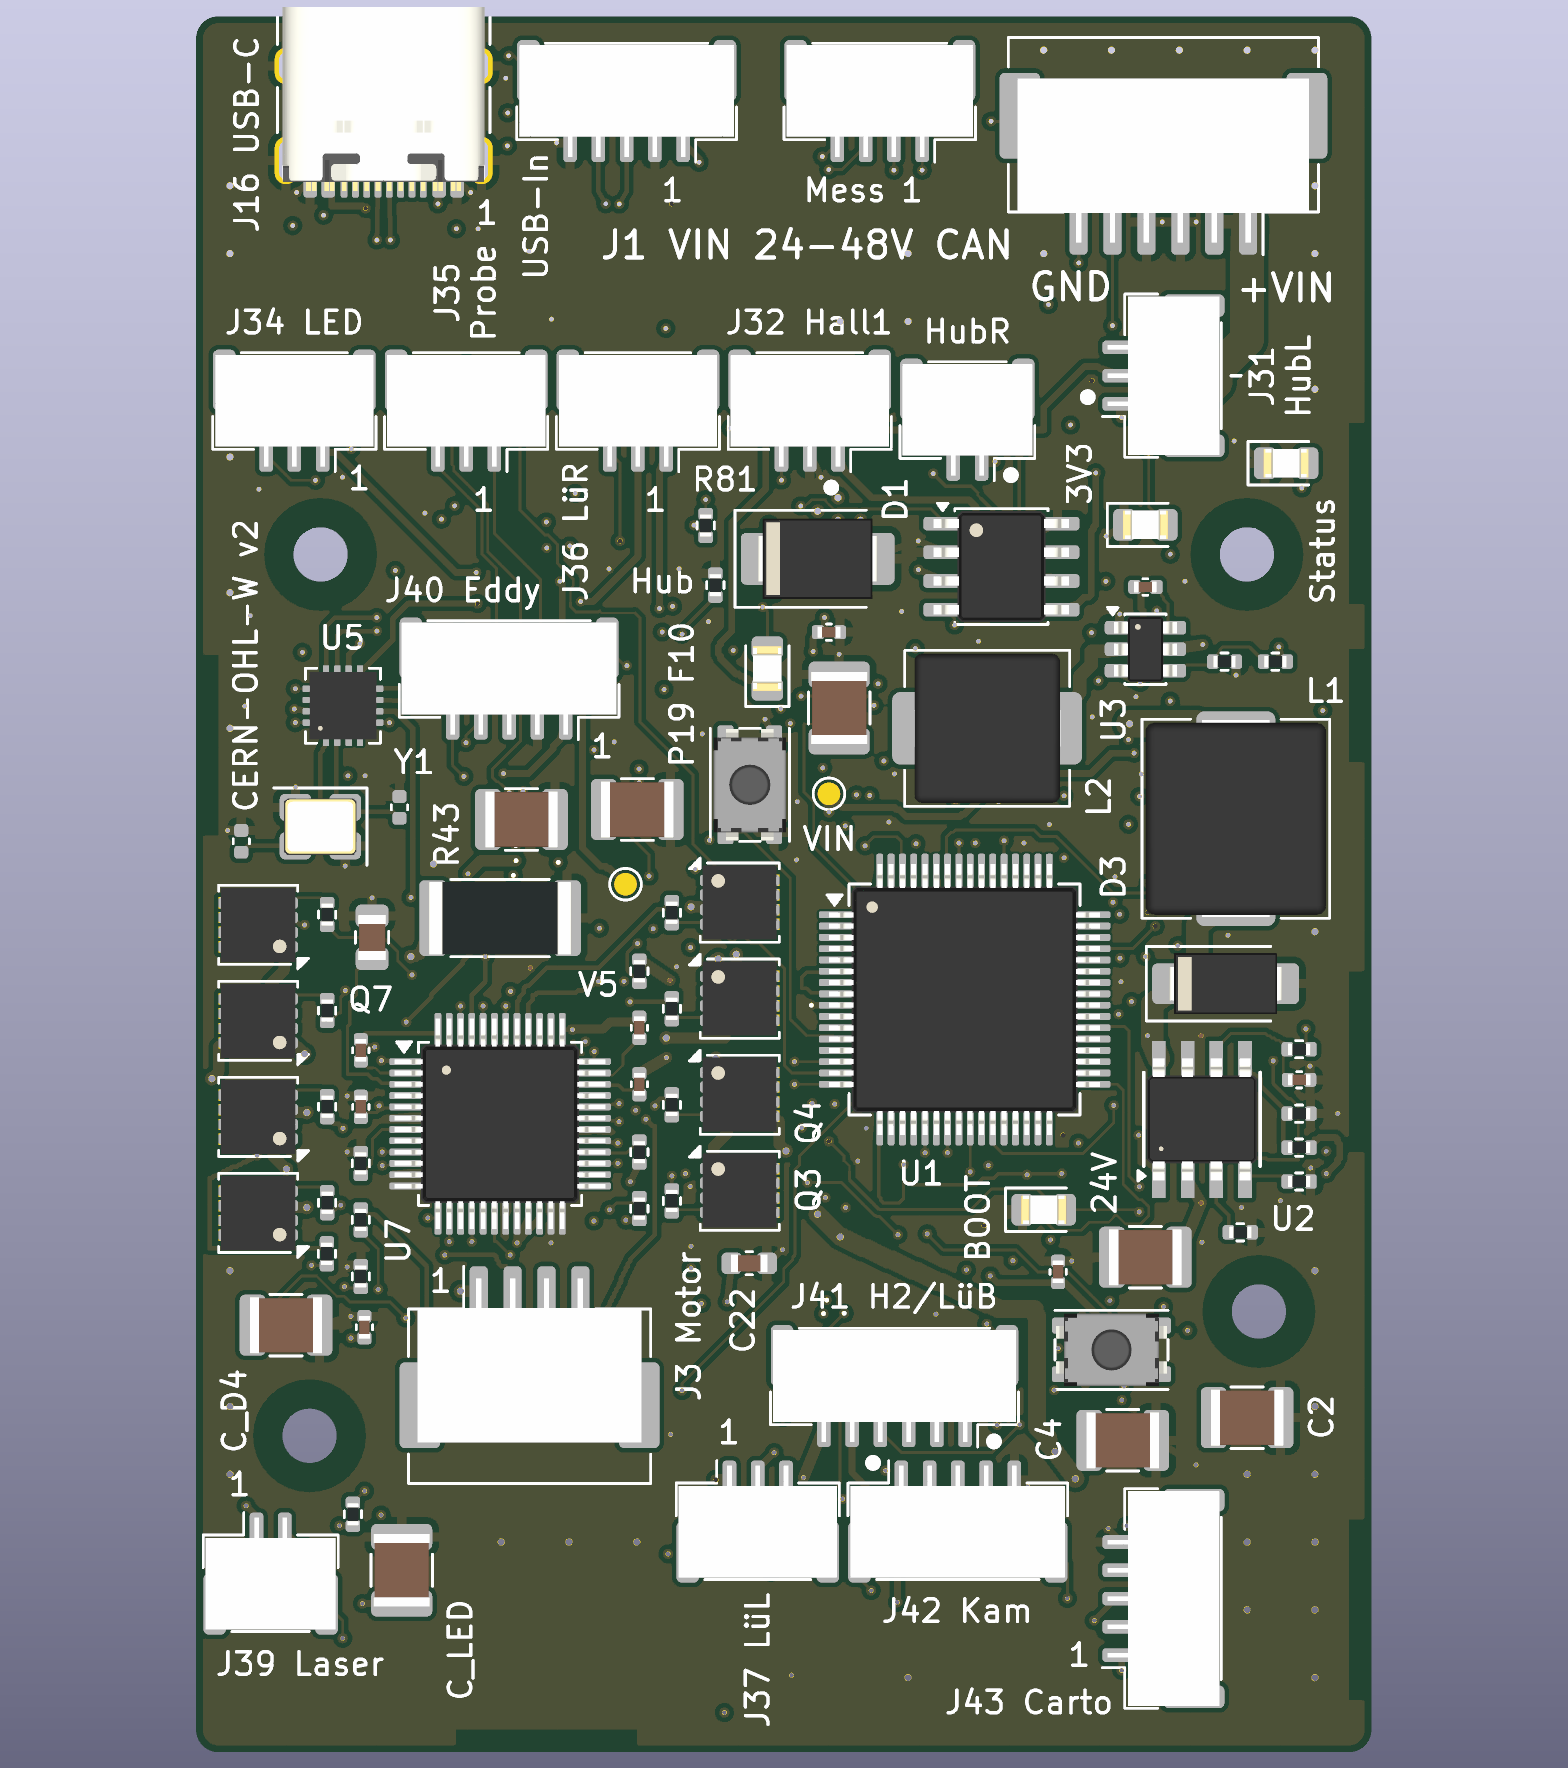 J16 USB-C
1
USB-In
1
Mess 1
J1 VIN 24-48V CAN
J35
Probe 1
GND
+VIN
J34 LED
J32 Hall1
HubR
J31
HubL
1
1
J36 LüR
1
R81
D1
3V3
Status
CERN-OHL-W v2
J40 Eddy
Hub
U5
P19 F10
1
Y1
U3
L1
L2
R43
VIN
D3
V5
Q7
Q4
Q3
U1
BOOT
24V
U2
U7
1
J3 Motor
C22
J41 H2/LüB
C_D4
1
C4
C2
1
J39 Laser
C_LED
J37 LüL
J42 Kam
1
J43 Carto